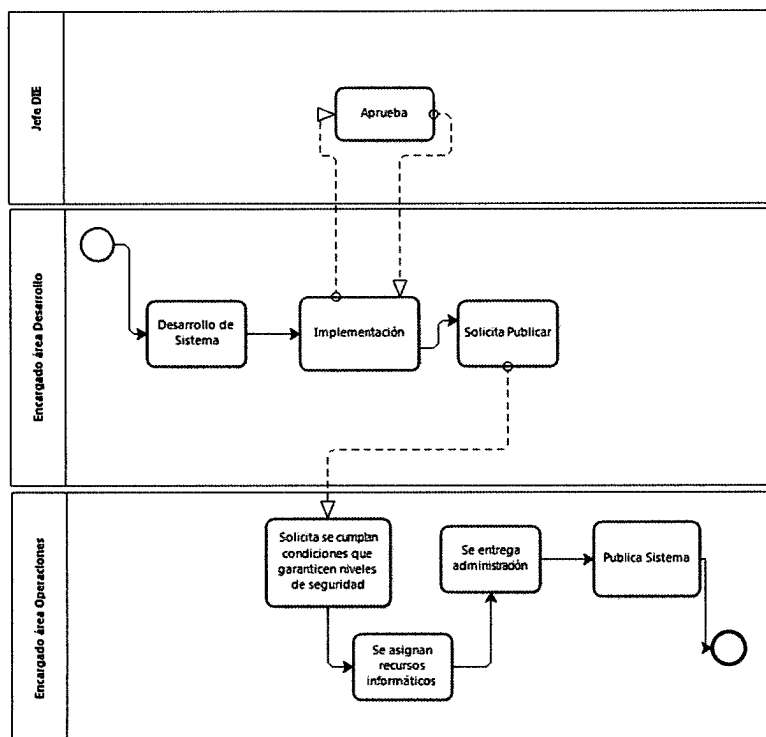 Jefe DIE
Aprueba
Encargado área Desarrollo
Desarrollo de
Sistema
Implementación
Solicita Publicar
Encargado área Operaciones
Solicita se cumplan
condiciones que
garanticen niveles
de seguridad
Se asignan
recursos
informáticos
Se entrega
administración
Publica Sistema